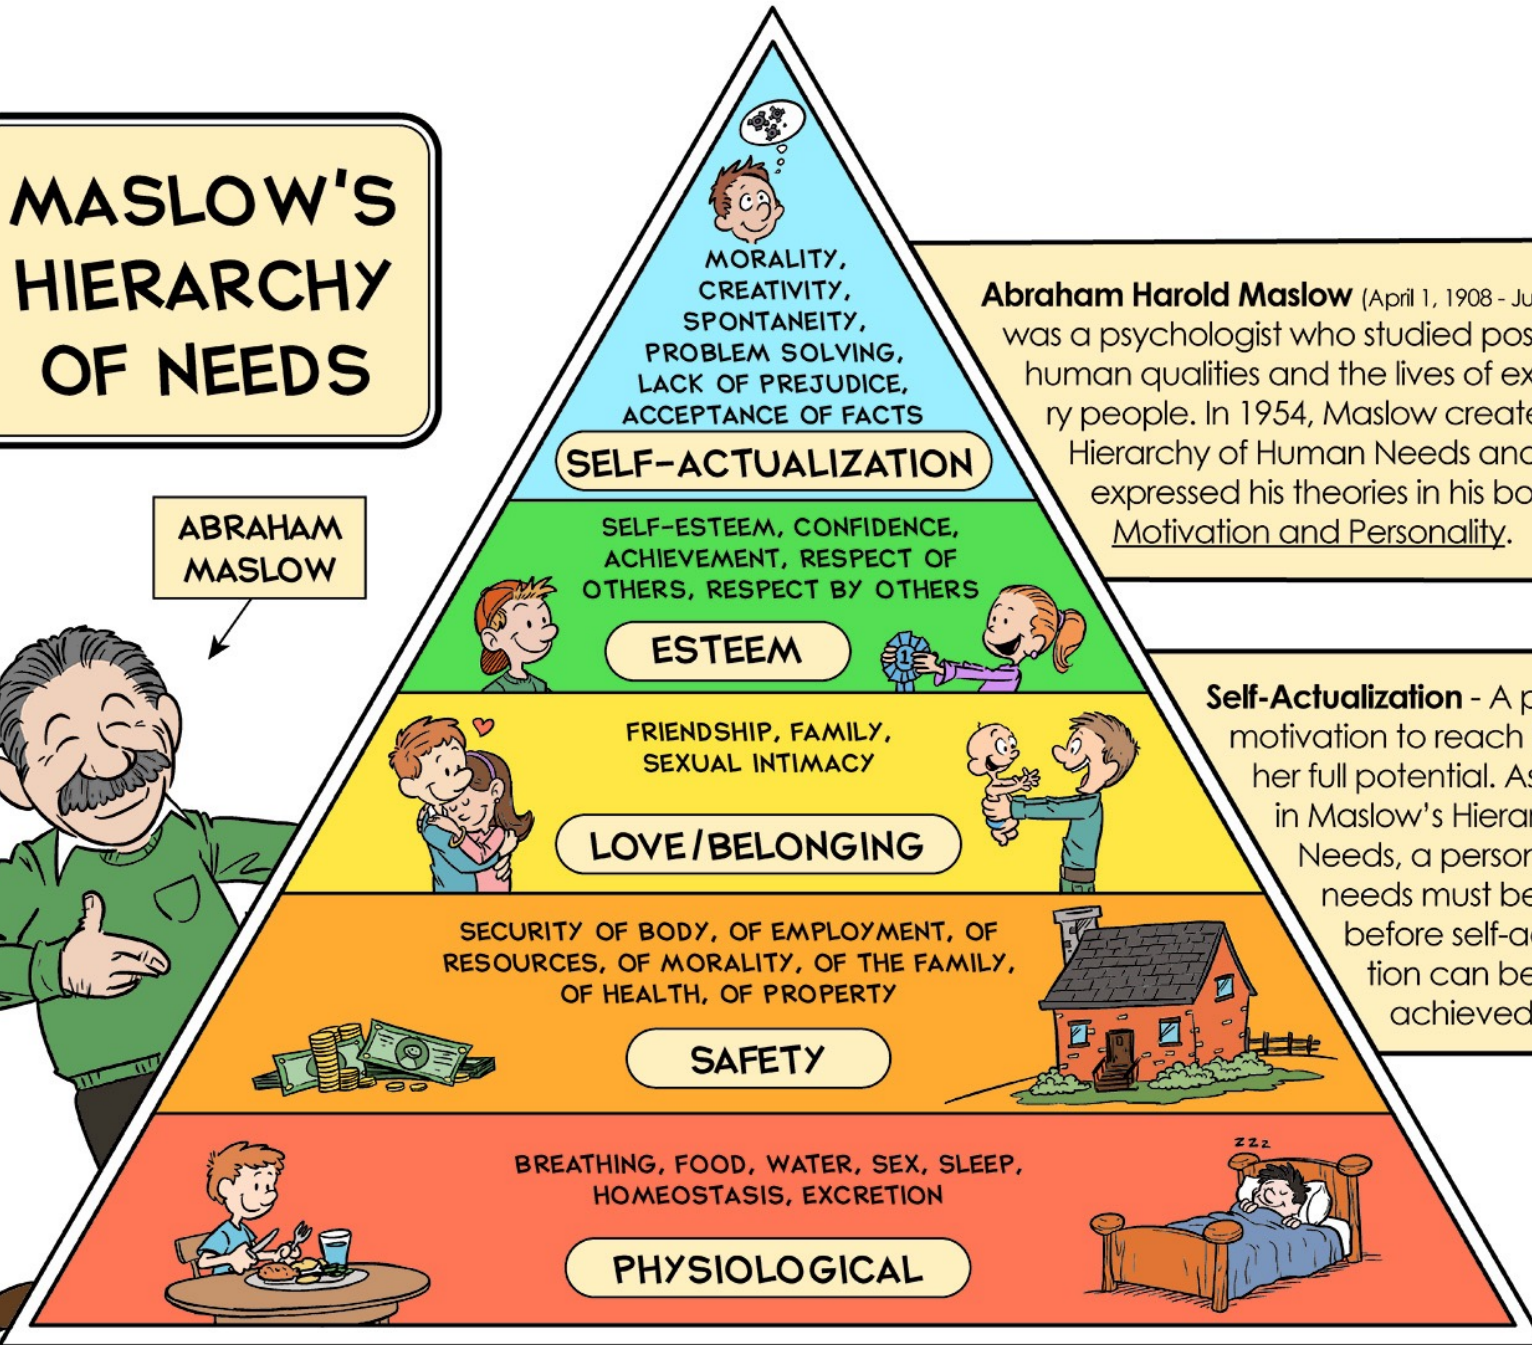 MASLOW'S
HIERARCHY
OF NEEDS
ABRAHAM
MASLOW
MORALITY,
CREATIVITY,
SPONTANEITY,
PROBLEM SOLVING,
LACK OF PREJUDICE,
ACCEPTANCE OF FACTS
SELF-ACTUALIZATION
SELF-ESTEEM, CONFIDENCE,
ACHIEVEMENT, RESPECT OF
OTHERS, RESPECT BY OTHERS
1
ESTEEM
FRIENDSHIP, FAMILY,
SEXUAL INTIMACY
LOVE/BELONGING
SECURITY OF BODY, OF EMPLOYMENT, OF
RESOURCES, OF MORALITY, OF THE FAMILY,
OF HEALTH, OF PROPERTY
SAFETY
zzz
BREATHING, FOOD, WATER, SEX, SLEEP,
HOMEOSTASIS, EXCRETION
PHYSIOLOGICAL
Abraham Harold Maslow (April 1, 1908 -
was a psychologist who studied
human qualities and the lives of
ry people. In 1954, Maslow
Hierarchy of Human Needs
expressed his theories in his
Motivation and Personality.
Self-Actualization - A
motivation to reach
her full potential.
in Maslow's
Needs, a
needs must
before
tion can
achieved